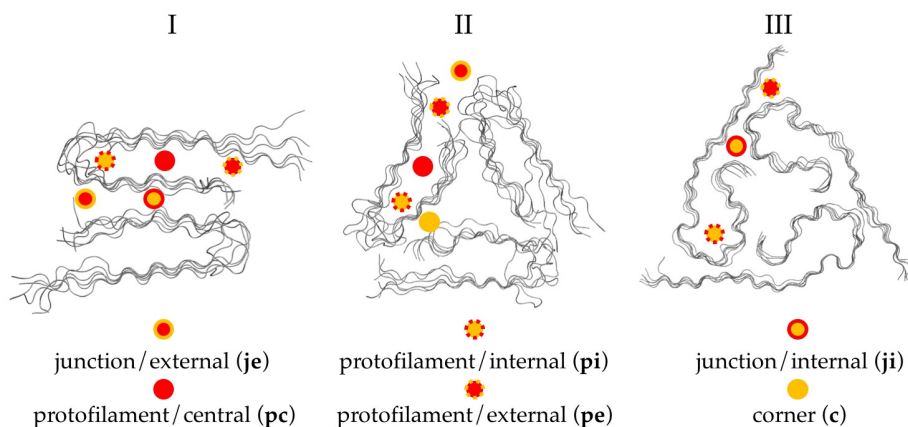 I II III
junction/external (je) protofilament/internal (pi) junction/internal (ji)
protofilament/central (pc) protofilament/external (pe) corner (c)